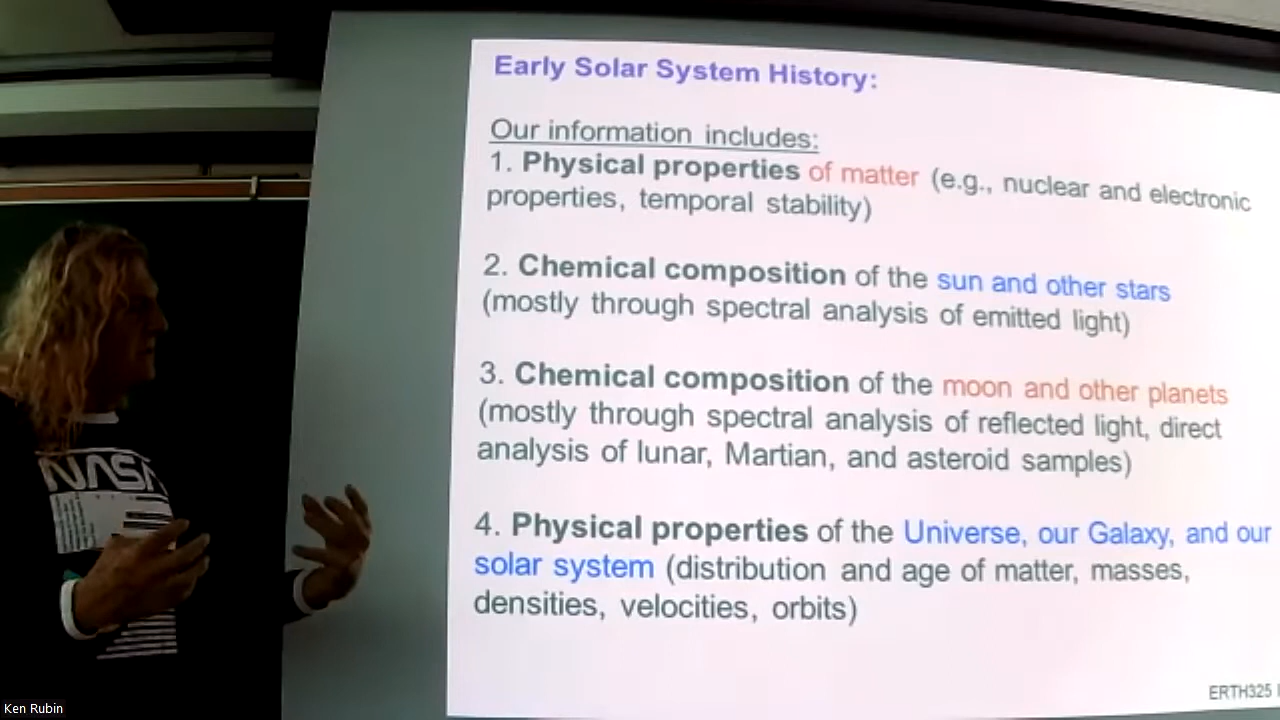 Early Solar System History:
Our information includes:
1. Physical properties of matter (e.g., nuclear and electronic
properties, temporal stability)
2. Chemical composition of the sun and other stars
(mostly through spectral analysis of emitted light)
3. Chemical composition of the moon and other planets
(mostly through spectral analysis of reflected light, direct
analysis of lunar, Martian, and asteroid samples)
4. Physical properties of the Universe, our Galaxy, and our
solar system (distribution and age of matter, masses,
densities, velocities, orbits)
ERTH325
NASA
Ken Rubin